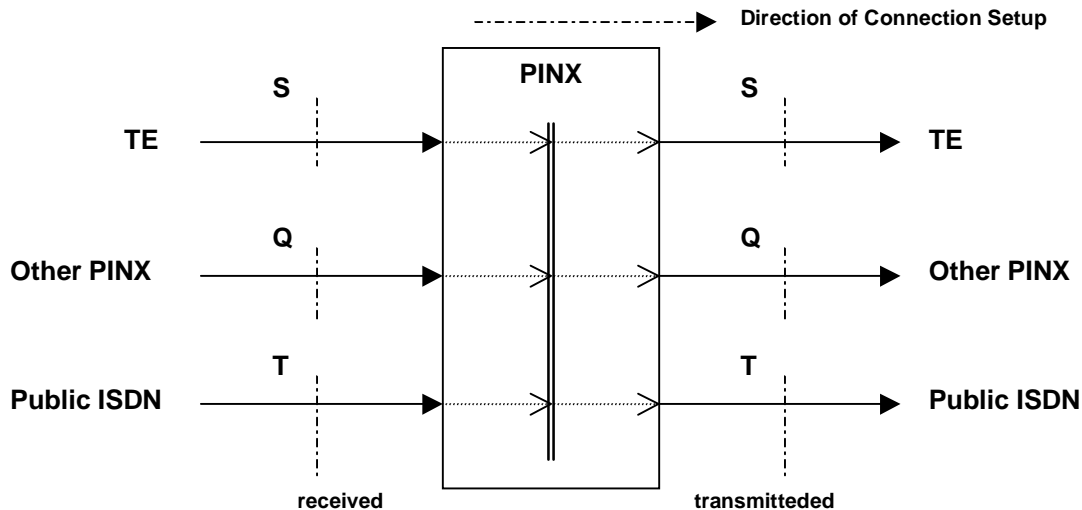 Direction of Connection Setup
PINX
S
S
TE
TE
Q
Q
Other PINX
Other PINX
T
T
Public ISDN
Public ISDN
received
transmitteded